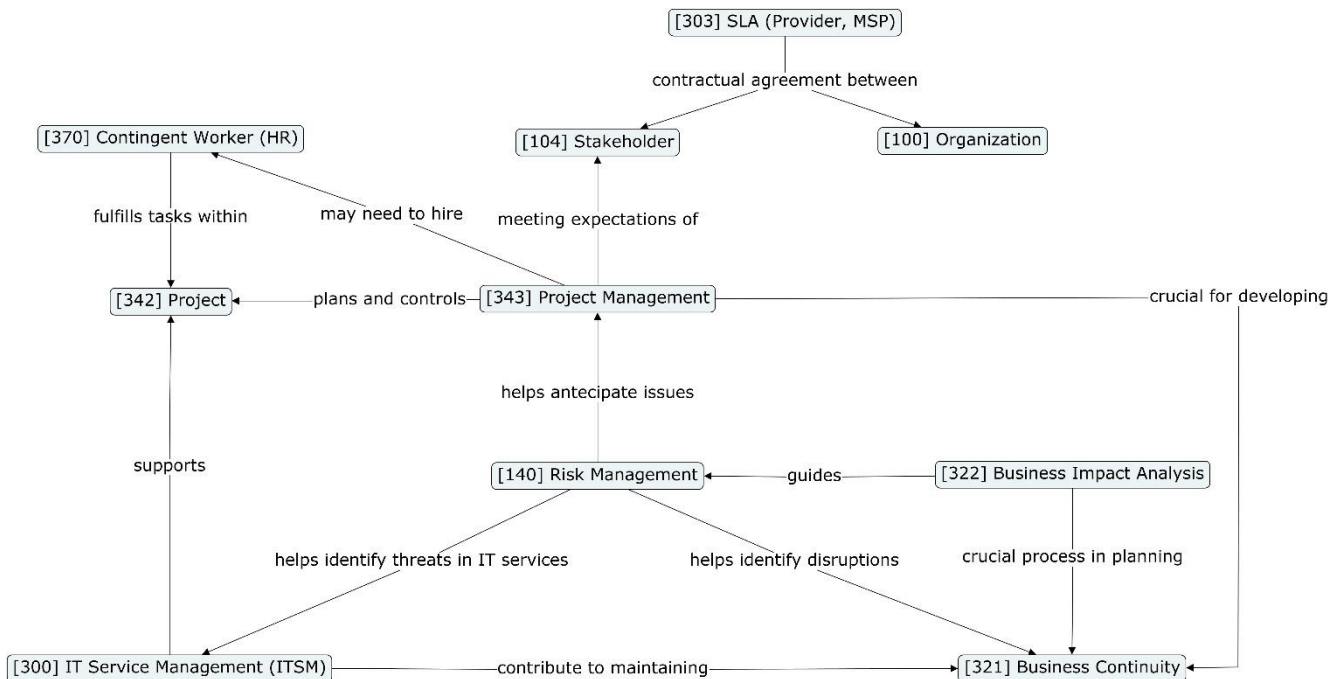 [303] SLA (Provider, MSP)
contractual agreement between
[370] Contingent Worker (HR)
[104] Stakeholder
[100] Organization
fulfills tasks within
may need to hire
meeting expectations of
[342] Project
plans and controls
[343] Project Management
crucial for developing
helps antecipate issues
supports
[140] Risk Management
guides
[322] Business Impact Analysis
helps identify threats in IT services
helps identify disruptions
crucial process in planning
[300] IT Service Management (ITSM)
contribute to maintaining
[321] Business Continuity